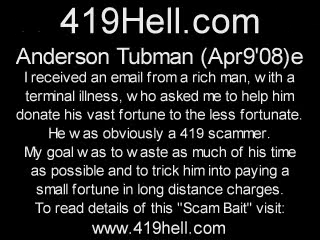 419Hell.com
Anderson Tubman (Apr9'08)e
I received an email from a rich man, with a
terminal illness, who asked me to help him
donate his vast fortune to the less fortunate.
He was obviously a 419 scammer.
My goal was to waste as much of his time
as possible and to trick him into paying a
small fortune in long distance charges.
To read details of this "Scam Bait" visit:
www.419hell.com